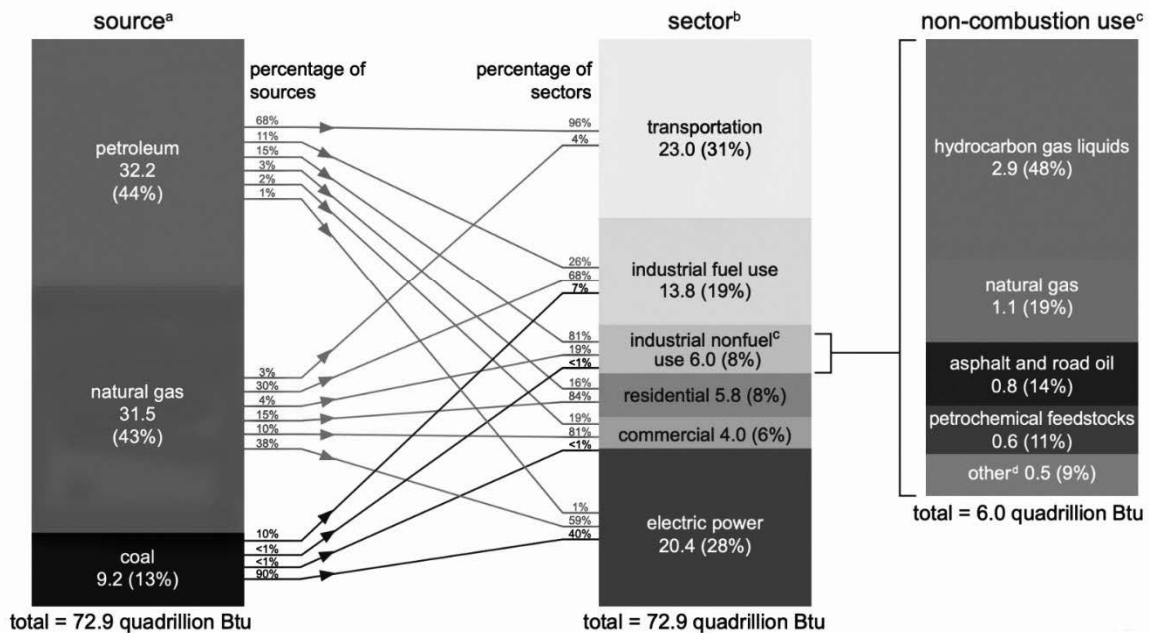 sourceᵃ
sectorᵇ
non-combustion useᶜ
percentage of
sources
percentage of
sectors
petroleum
32.2
(44%)
natural gas
31.5
(43%)
coal
9.2 (13%)
total = 72.9 quadrillion Btu
68%
11%
15%
3%
2%
1%
3%
30%
4%
15%
10%
38%
10%
<1%
<1%
90%
96%
4%
26%
68%
7%
81%
19%
<1%
16%
84%
19%
81%
<1%
1%
59%
40%
transportation
23.0 (31%)
industrial fuel use
13.8 (19%)
industrial nonfuelᶜ
use 6.0 (8%)
residential 5.8 (8%)
commercial 4.0 (6%)
electric power
20.4 (28%)
total = 72.9 quadrillion Btu
hydrocarbon gas liquids
2.9 (48%)
natural gas
1.1 (19%)
asphalt and road oil
0.8 (14%)
petrochemical feedstocks
0.6 (11%)
otherᵈ 0.5 (9%)
total = 6.0 quadrillion Btu